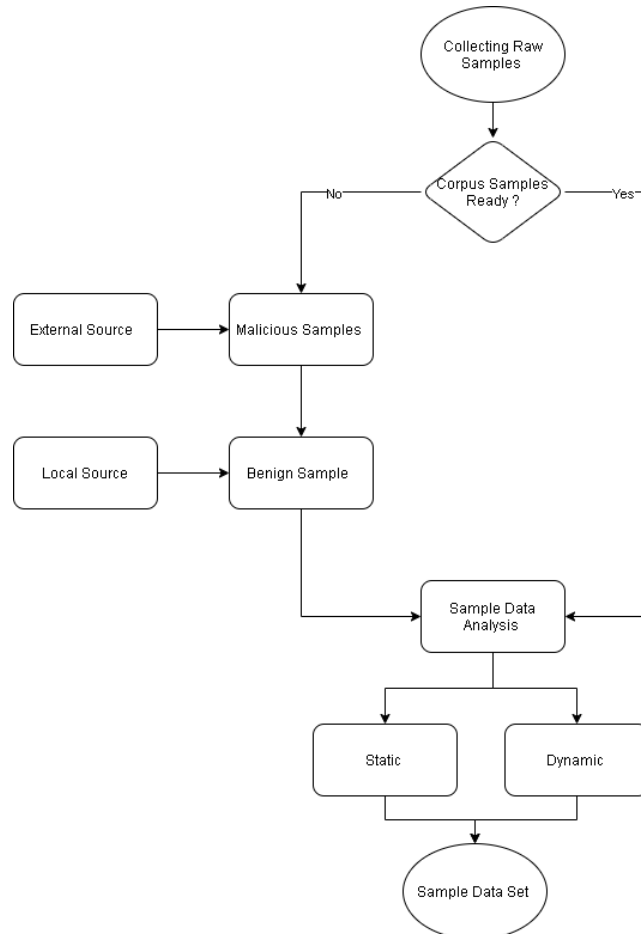 Collecting Raw
Samples
Corpus Samples
Ready ?
No
Yes
External Source
Malicious Samples
Local Source
Benign Sample
Sample Data
Analysis
Static
Dynamic
Sample Data Set